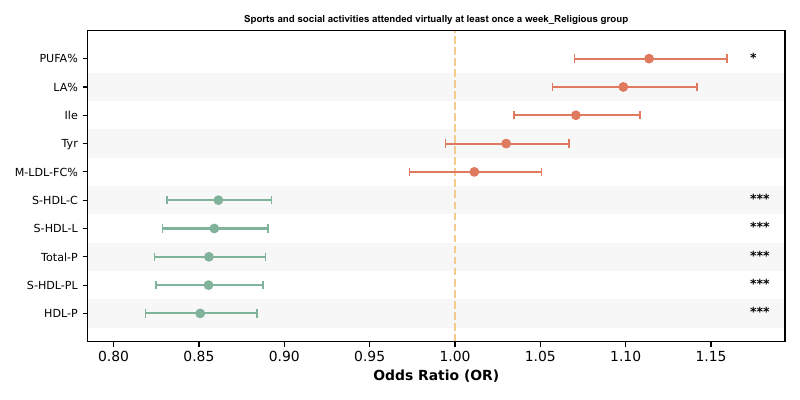 Sports and social activities attended virtually at least once a week_Religious group
PUFA% *
LA%
Ile
Tyr
M-LDL-FC%
S-HDL-C ***
S-HDL-L ***
Total-P ***
S-HDL-PL ***
HDL-P ***
0.80 0.85 0.90 0.95 1.00 1.05 1.10 1.15
Odds Ratio (OR)